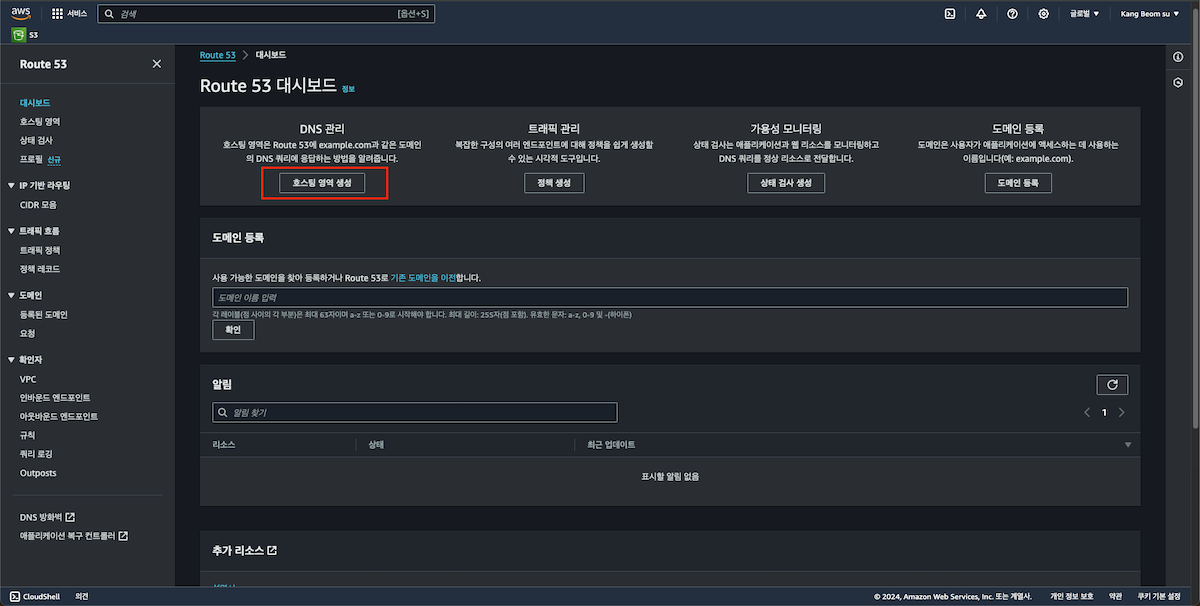 aws
서비스
검색
[옵션+S]
글로벌
Kang Beom su
S3
Route 53
대시보드
호스팅 영역
상태 검사
프로필 신규
IP 기반 라우팅
CIDR 모음
트래픽 흐름
트래픽 정책
정책 레코드
도메인
등록된 도메인
요청
확인자
VPC
인바운드 엔드포인트
아웃바운드 엔드포인트
규칙
쿼리 로깅
Outposts
DNS 방화벽
애플리케이션 복구 컨트롤러
Route 53 > 대시보드
Route 53 대시보드 정보
DNS 관리
호스팅 영역은 Route 53에 example.com과 같은 도메인
의 DNS 쿼리에 응답하는 방법을 알려줍니다.
호스팅 영역 생성
트래픽 관리
복잡한 구성의 여러 엔드포인트에 대해 정책을 쉽게 생성할
수 있는 시각적 도구입니다.
정책 생성
가용성 모니터링
상태 검사는 애플리케이션과 웹 리소스를 모니터링하고
DNS 쿼리를 정상 리소스로 전달합니다.
상태 검사 생성
도메인 등록
도메인은 사용자가 애플리케이션에 액세스하는 데 사용하는
이름입니다(예: example.com).
도메인 등록
도메인 등록
사용 가능한 도메인을 찾아 등록하거나 Route 53로 기존 도메인을 이전합니다.
도메인 이름 입력
각 레이블(점 사이의 각 부분)은 최대 63자이며 a-z 또는 0-9로 시작해야 합니다. 최대 길이: 255자(점 포함). 유효한 문자: a-z, 0-9 및 -(하이픈)
확인
알림
알림 찾기
1
리소스
상태
최근 업데이트
표시할 알림 없음
추가 리소스
CloudShell
의견
© 2024, Amazon Web Services, Inc. 또는 계열사.
개인 정보 보호
약관
쿠키 기본 설정